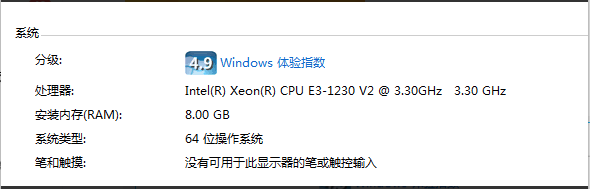 系统
分级: 4.9 Windows 体验指数
处理器: Intel(R) Xeon(R) CPU E3-1230 V2 @ 3.30GHz 3.30 GHz
安装内存(RAM): 8.00 GB
系统类型: 64 位操作系统
笔和触摸: 没有可用于此显示器的笔或触控输入